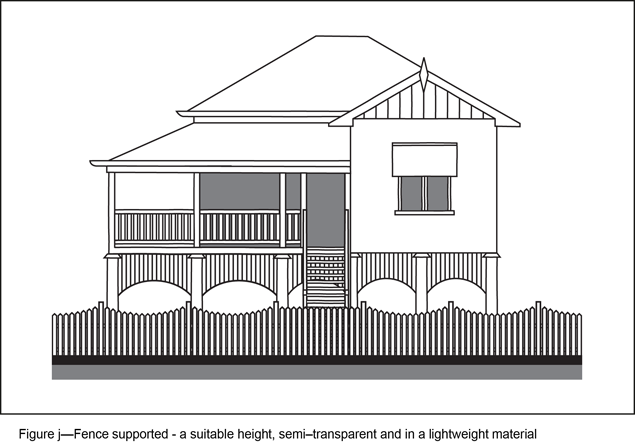 Figure j—Fence supported - a suitable height, semi–transparent and in a lightweight material